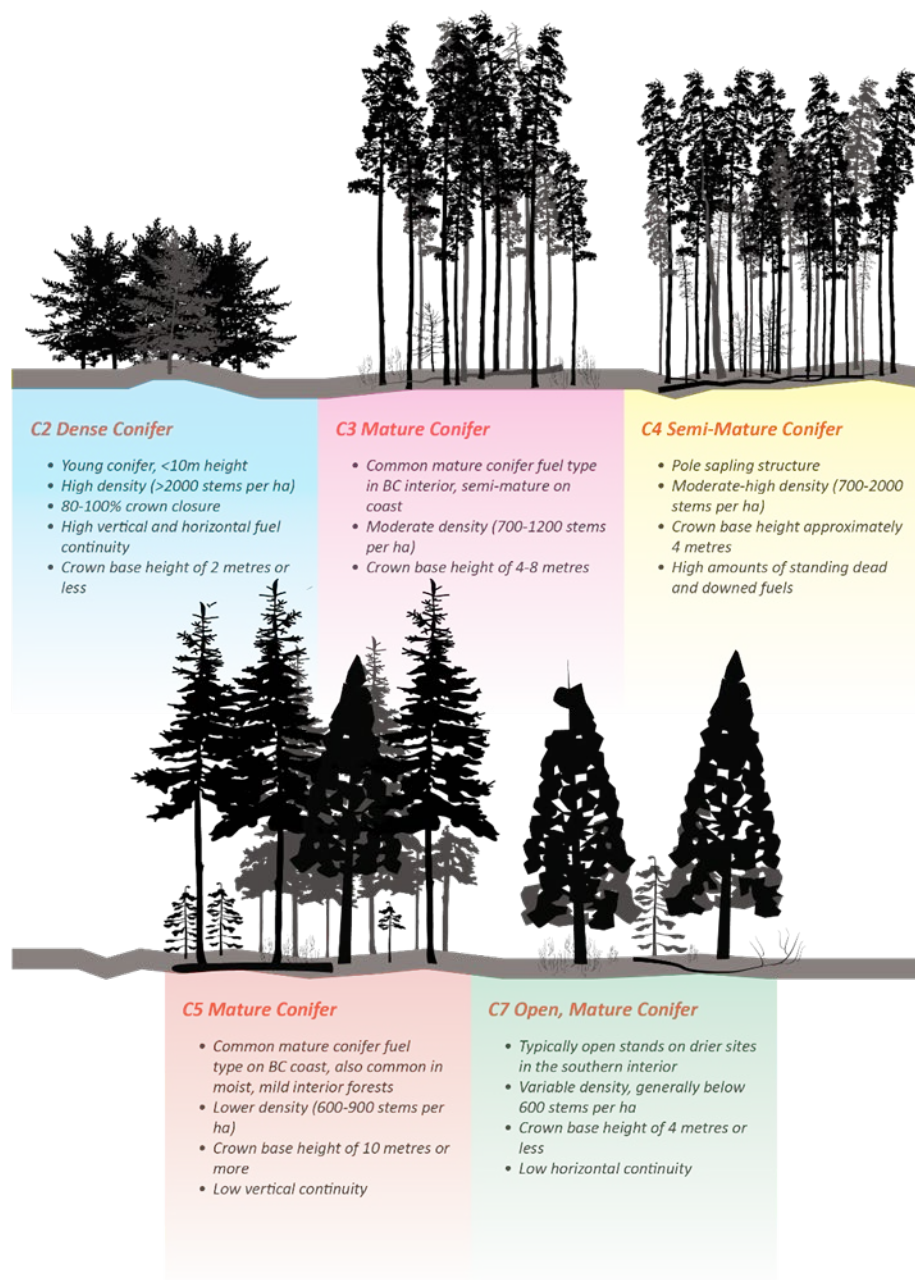 C2 Dense Conifer
• Young conifer, <10m height
• High density (>2000 stems per ha)
• 80-100% crown closure
• High vertical and horizontal fuel
continuity
• Crown base height of 2 metres or
less
C3 Mature Conifer
• Common mature conifer fuel type
in BC interior, semi-mature on
coast
• Moderate density (700-1200 stems
per ha)
• Crown base height of 4-8 metres
C4 Semi-Mature Conifer
• Pole sapling structure
• Moderate-high density (700-2000
stems per ha)
• Crown base height approximately
4 metres
• High amounts of standing dead
and downed fuels
C5 Mature Conifer
• Common mature conifer fuel
type on BC coast, also common in
moist, mild interior forests
• Lower density (600-900 stems per
ha)
• Crown base height of 10 metres or
more
• Low vertical continuity
C7 Open, Mature Conifer
• Typically open stands on drier sites
in the southern interior
• Variable density, generally below
600 stems per ha
• Crown base height of 4 metres or
less
• Low horizontal continuity